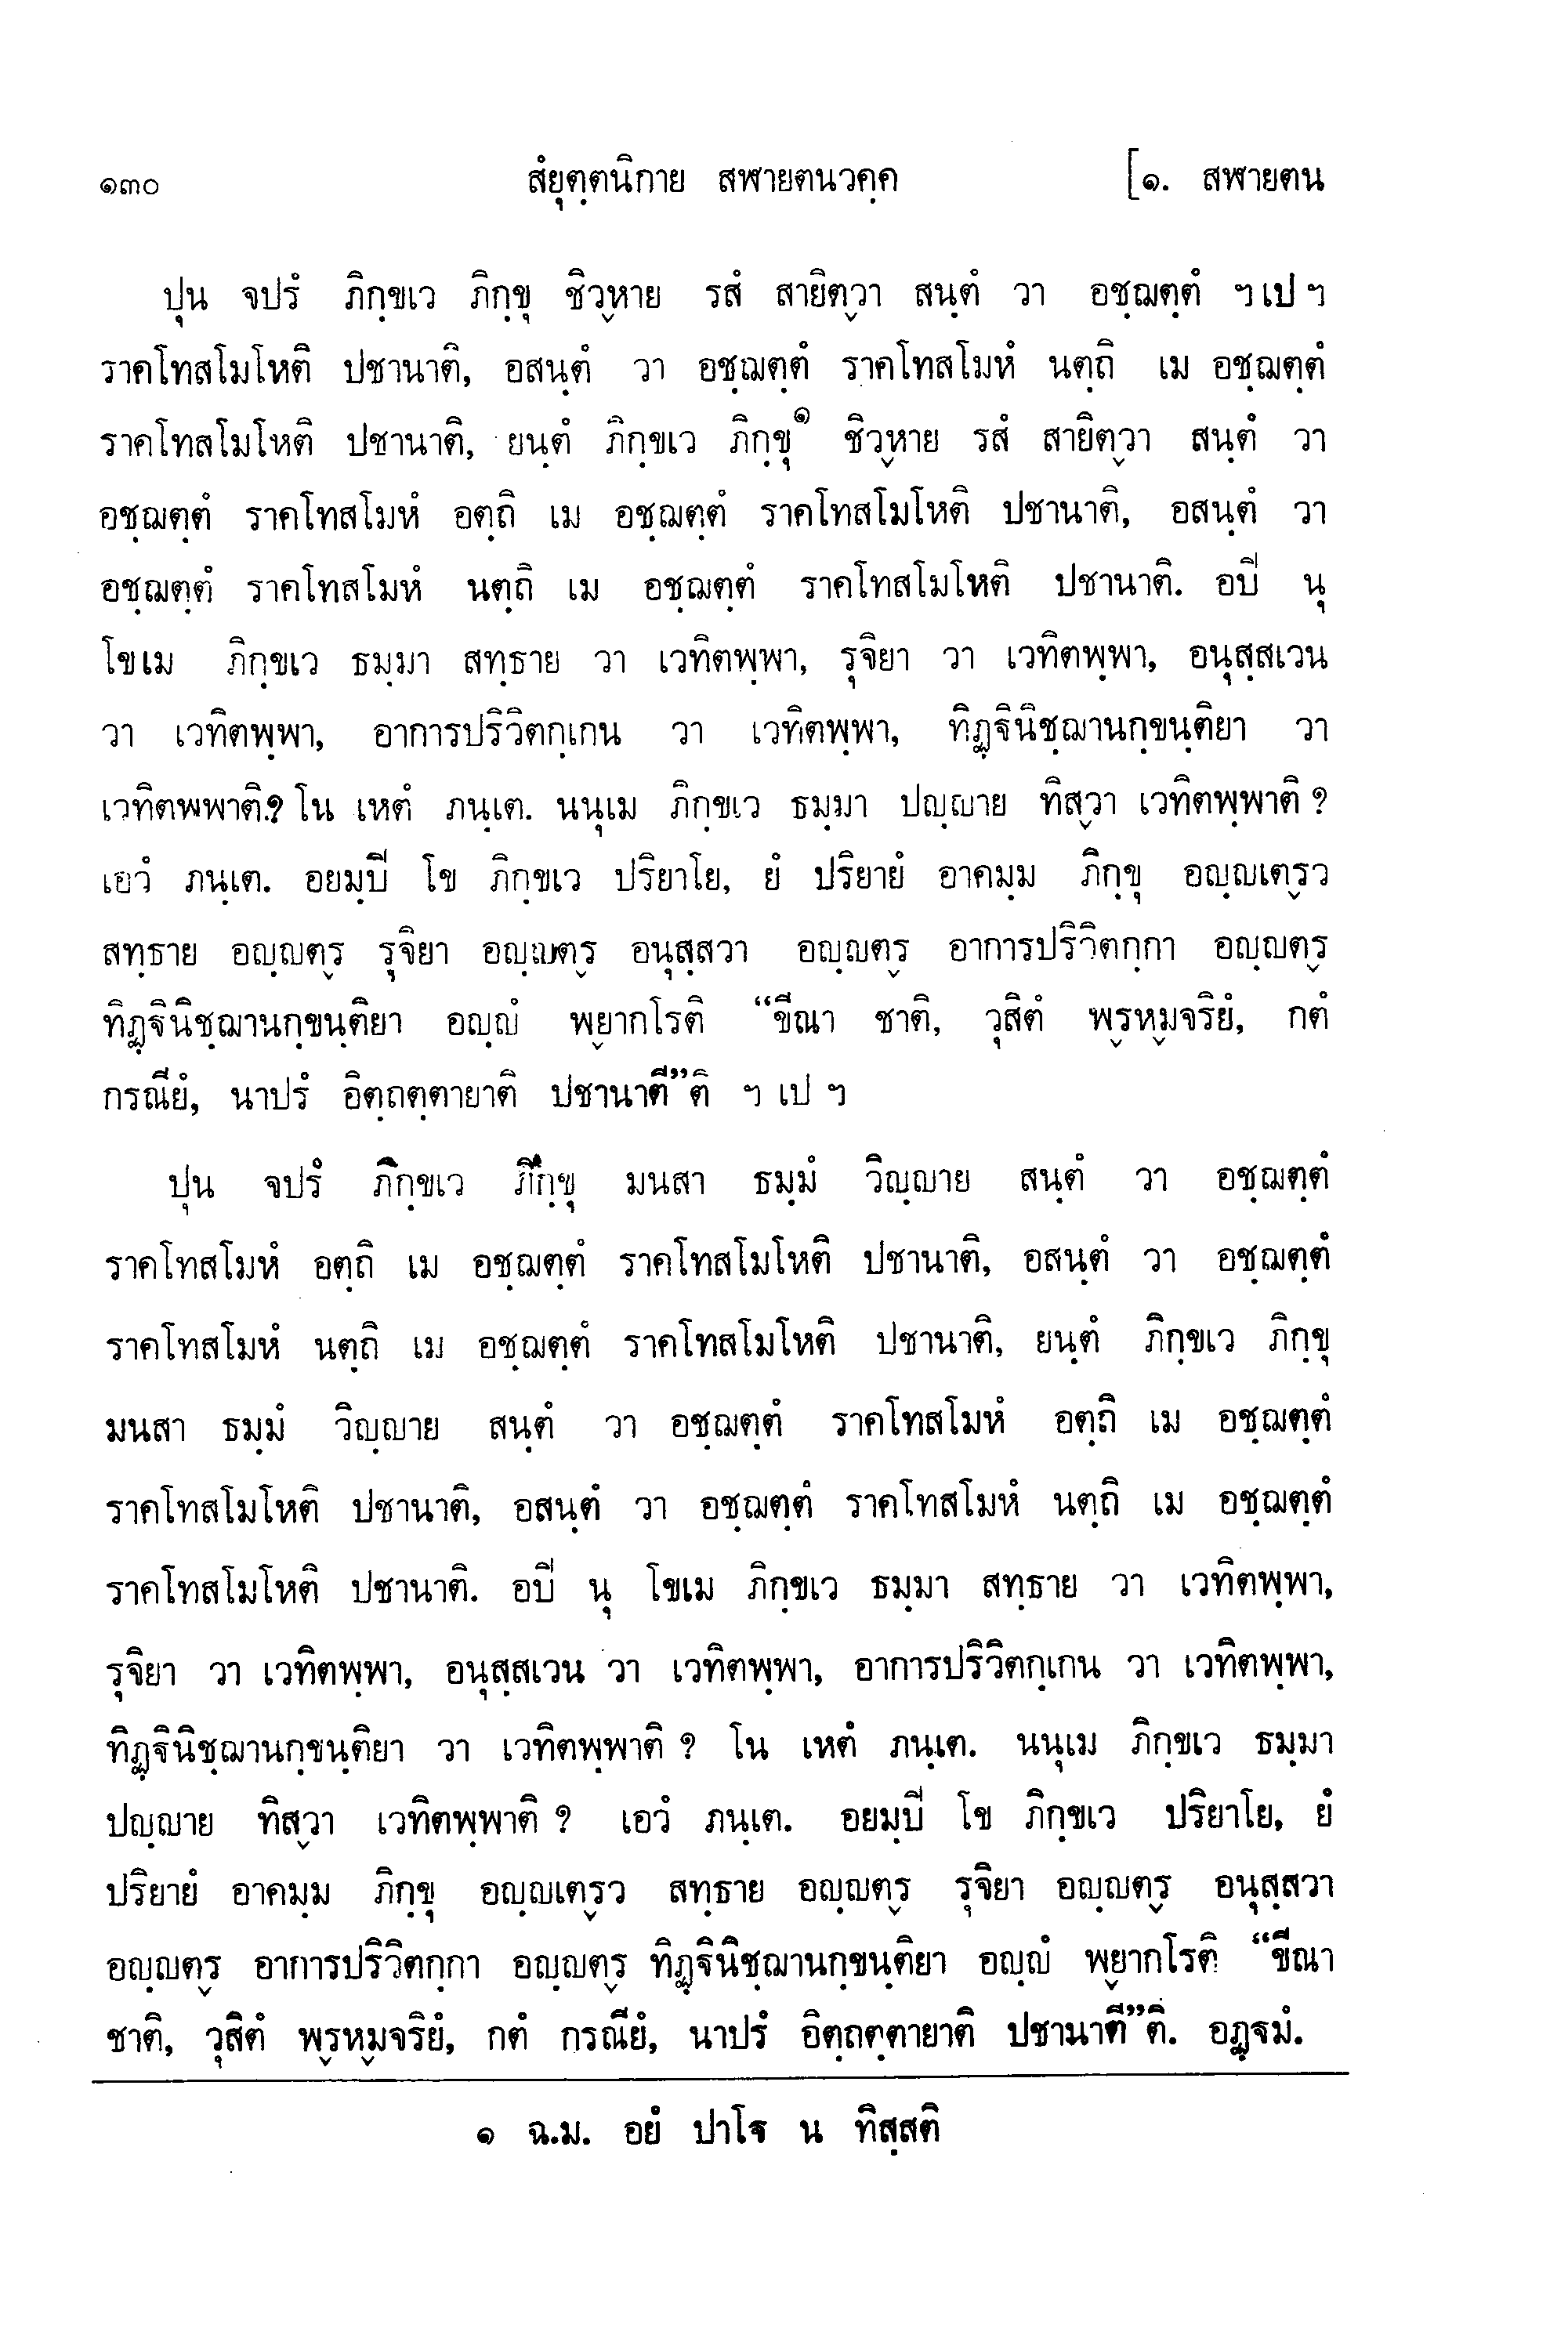 ๑๓๐ สํยุตฺตนิกาย สฬายตนวคฺค [๑. สฬายตน
ปุน จปรํ ภิกฺขเว ภิกฺขุ ชิวฺหาย รสํ สายิตฺวา สนฺตํ วา อชฺฌตฺตํ ฯ เป ฯ
ราคโทสโมโหติ ปชานาติ, อสนฺตํ วา อชฺฌตฺตํ ราคโทสโมหํ นตฺถิ เม อชฺฌตฺตํ
ราคโทสโมโหติ ปชานาติ, ยนฺตํ ภิกฺขเว ภิกฺขุ๑ ชิวฺหาย รสํ สายิตฺวา สนฺตํ วา
อชฺฌตฺตํ ราคโทสโมหํ อตฺถิ เม อชฺฌตฺตํ ราคโทสโมโหติ ปชานาติ, อสนฺตํ วา
อชฺฌตฺตํ ราคโทสโมหํ นตฺถิ เม อชฺฌตฺตํ ราคโทสโมโหติ ปชานาติ. อปิ นุ
โขเม ภิกฺขเว ธมฺมา สทฺธาย วา เวทิตพฺพา, รุจิยา วา เวทิตพฺพา, อนุสฺสเวน
วา เวทิตพฺพา, อาการปริวิตกฺเกน วา เวทิตพฺพา, ทิฏฺฐินิชฺฌานกฺขนฺติยา วา
เวทิตพฺพาติ.? โน เหตํ ภนฺเต. นนุเม ภิกฺขเว ธมฺมา ปญฺญาย ทิสฺวา เวทิตพฺพาติ ?
เอวํ ภนฺเต. อยมฺปิ โข ภิกฺขเว ปริยาโย, ยํ ปริยายํ อาคมฺม ภิกฺขุ อญฺญเตฺรว
สทฺธาย อญฺญตฺร รุจิยา อญฺญตฺร อนุสฺสวา อญฺญตฺร อาการปริวิตกฺกา อญฺญตฺร
ทิฏฺฐินิชฺฌานกฺขนฺติยา อญฺญํ พฺยากโรติ “ขีณา ชาติ, วุสิตํ พฺรหฺมจริยํ, กตํ
กรณียํ, นาปรํ อิตฺถตฺตายาติ ปชานาตี”ติ ฯ เป ฯ
ปุน จปรํ ภิกฺขเว ภิกฺขุ มนสา ธมฺมํ วิญฺญาย สนฺตํ วา อชฺฌตฺตํ
ราคโทสโมหํ อตฺถิ เม อชฺฌตฺตํ ราคโทสโมโหติ ปชานาติ, อสนฺตํ วา อชฺฌตฺตํ
ราคโทสโมหํ นตฺถิ เม อชฺฌตฺตํ ราคโทสโมโหติ ปชานาติ, ยนฺตํ ภิกฺขเว ภิกฺขุ
มนสา ธมฺมํ วิญฺญาย สนฺตํ วา อชฺฌตฺตํ ราคโทสโมหํ อตฺถิ เม อชฺฌตฺตํ
ราคโทสโมโหติ ปชานาติ, อสนฺตํ วา อชฺฌตฺตํ ราคโทสโมหํ นตฺถิ เม อชฺฌตฺตํ
ราคโทสโมโหติ ปชานาติ. อปิ นุ โขเม ภิกฺขเว ธมฺมา สทฺธาย วา เวทิตพฺพา,
รุจิยา วา เวทิตพฺพา, อนุสฺสเวน วา เวทิตพฺพา, อาการปริวิตกฺเกน วา เวทิตพฺพา,
ทิฏฺฐินิชฺฌานกฺขนฺติยา วา เวทิตพฺพาติ ? โน เหตํ ภนฺเต. นนุเม ภิกฺขเว ธมฺมา
ปญฺญาย ทิสฺวา เวทิตพฺพาติ ? เอวํ ภนฺเต. อยมฺปิ โข ภิกฺขเว ปริยาโย, ยํ
ปริยายํ อาคมฺม ภิกฺขุ อญฺญเตฺรว สทฺธาย อญฺญตฺร รุจิยา อญฺญตฺร อนุสฺสวา
อญฺญตฺร อาการปริวิตกฺกา อญฺญตฺร ทิฏฺฐินิชฺฌานกฺขนฺติยา อญฺญํ พฺยากโรติ “ขีณา
ชาติ, วุสิตํ พฺรหฺมจริยํ, กตํ กรณียํ, นาปรํ อิตฺถตฺตายาติ ปชานาตี”ติ. อฏฺฐมํ.
๑ ฉ.ม. อยํ ปาโฐ น ทิสฺสติ